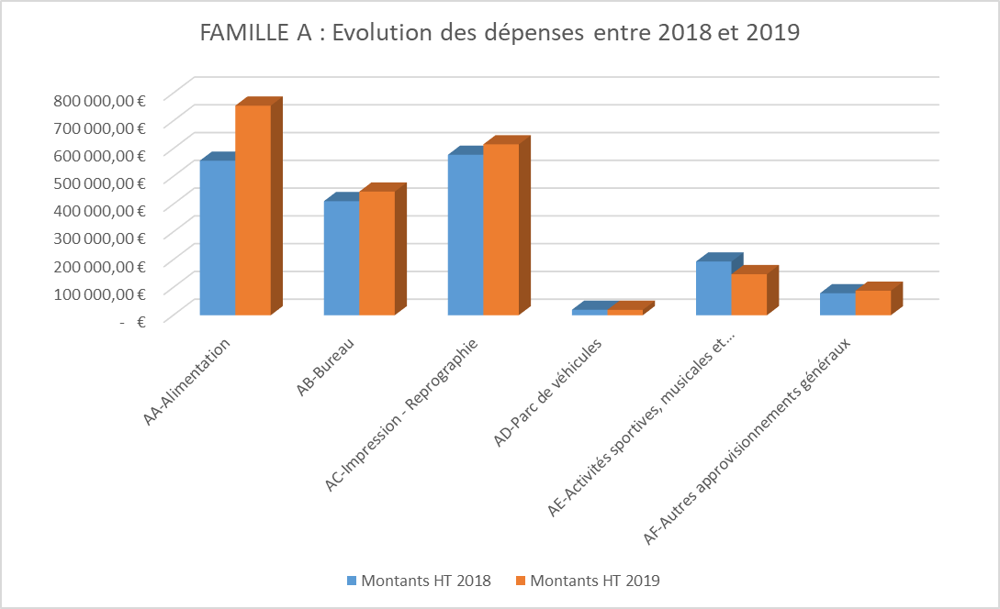 FAMILLE A : Evolution des dépenses entre 2018 et 2019
800 000,00 €
700 000,00 €
600 000,00 €
500 000,00 €
400 000,00 €
300 000,00 €
200 000,00 €
100 000,00 €
- €
AA-Alimentation
AB-Bureau
AC-Impression - Reprographie
AD-Parc de véhicules
AE-Activités sportives, musicales et...
AF-Autres approvisionnements généraux
Montants HT 2018
Montants HT 2019